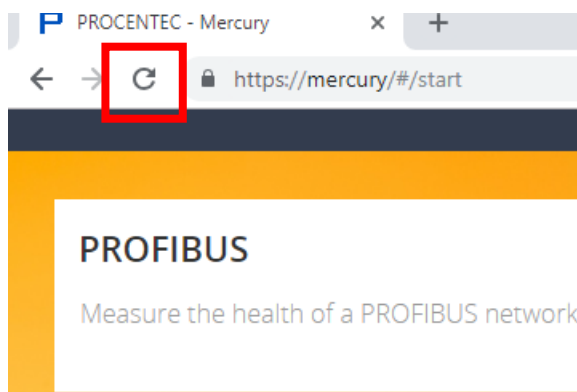 PROCENTEC - Mercury
https://mercury/#/start
PROFIBUS
Measure the health of a PROFIBUS network